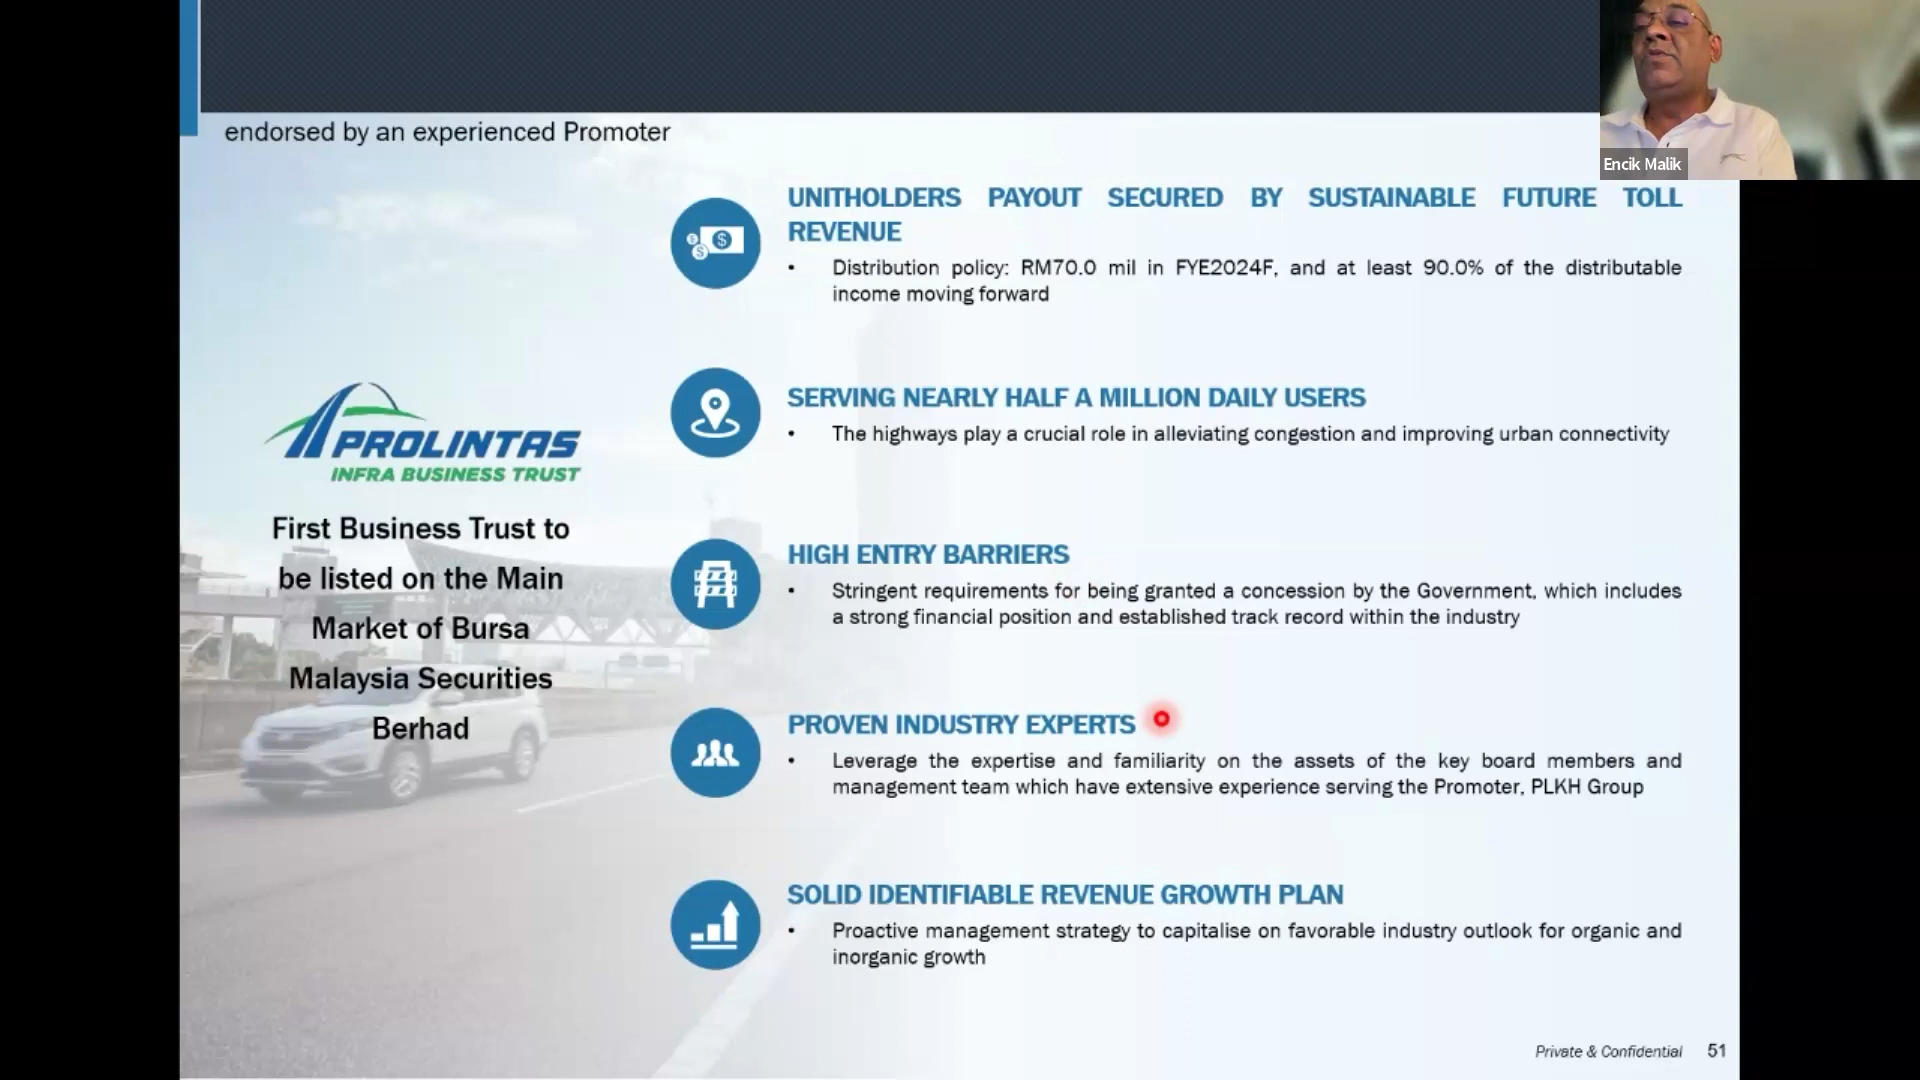 endorsed by an experienced Promoter
Encik Malik
UNITHOLDERS PAYOUT SECURED BY SUSTAINABLE FUTURE TOLL
REVENUE
• Distribution policy: RM70.0 mil in FYE2024F, and at least 90.0% of the distributable
income moving forward
SERVING NEARLY HALF A MILLION DAILY USERS
• The highways play a crucial role in alleviating congestion and improving urban connectivity
PROLINTAS
INFRA BUSINESS TRUST
First Business Trust to
be listed on the Main
Market of Bursa
Malaysia Securities
Berhad
HIGH ENTRY BARRIERS
• Stringent requirements for being granted a concession by the Government, which includes
a strong financial position and established track record within the industry
PROVEN INDUSTRY EXPERTS
• Leverage the expertise and familiarity on the assets of the key board members and
management team which have extensive experience serving the Promoter, PLKH Group
SOLID IDENTIFIABLE REVENUE GROWTH PLAN
• Proactive management strategy to capitalise on favorable industry outlook for organic and
inorganic growth
Private & Confidential 51